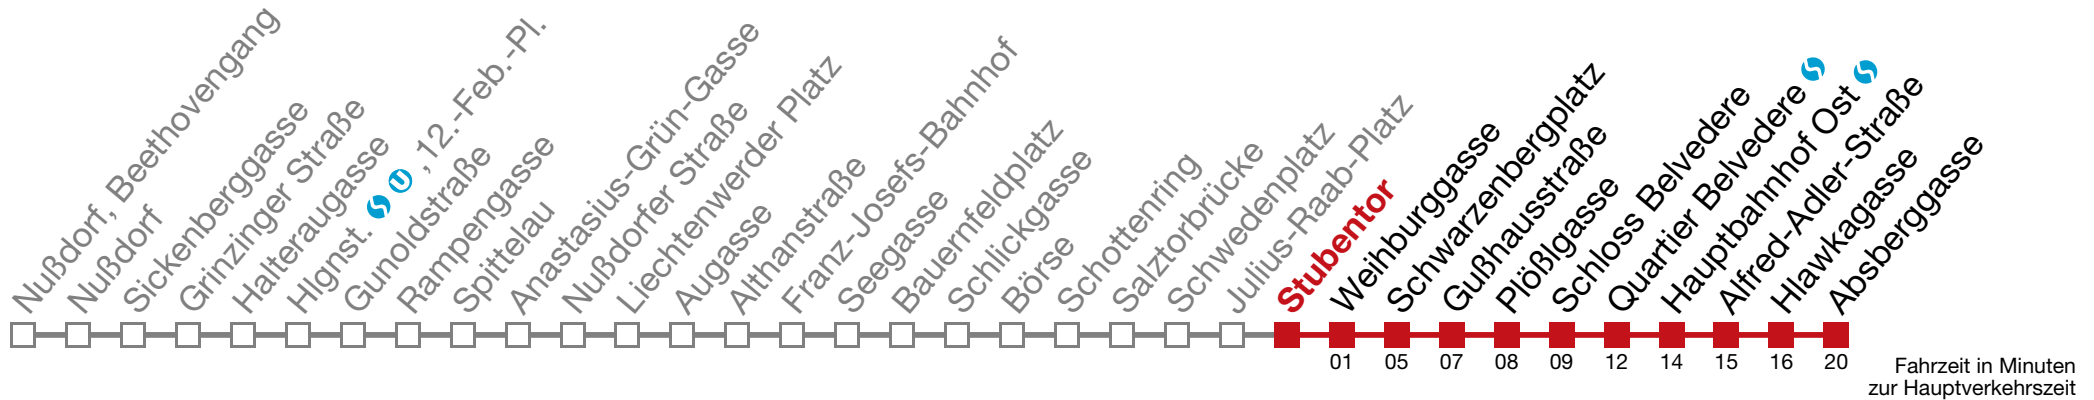 Nußdorf, Beethovengang
Nußdorf
Sickenberggasse
Grinzinger Straße
Halteraugasse
Hlgnst. S U ,12.-Feb.-Pl.
Gunoldstraße
Rampengasse
Spittelau
Anastasius-Grün-Gasse
Nußdorfer Straße
Liechtenwerder Platz
Augasse
Althanstraße
Franz-Josefs-Bahnhof
Seegasse
Bauernfeldplatz
Schlickgasse
Börse
Schottenring
Salztorbrücke
Schwedenplatz
Julius-Raab-Platz
Stubentor
Weihburggasse
Schwarzenbergplatz
Gußhausstraße
Plößlgasse
Schloss Belvedere
Quartier Belvedere S
Hauptbahnhof Ost S
Alfred-Adler-Straße
Hlawkagasse
Absberggasse
01 05 07 08 09 12 14 15 16 20
Fahrzeit in Minuten
zur Hauptverkehrszeit